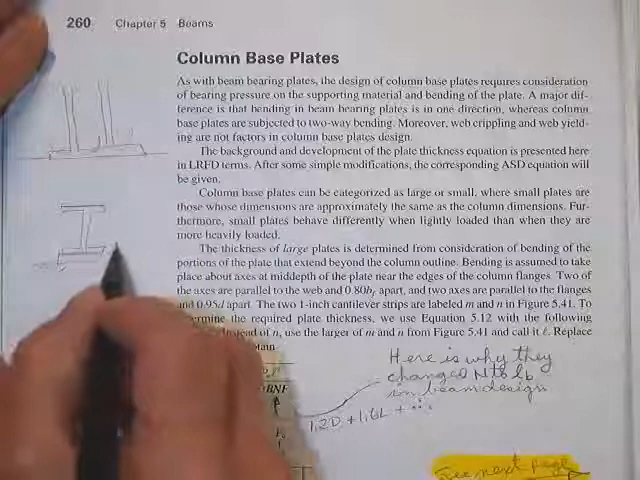 260 Chapter 5 Beams
Column Base Plates
As with beam bearing plates, the design of column base plates requires consideration
of bearing pressure on the supporting material and bending of the plate. A major dif-
ference is that bending in beam bearing plates is in one direction, whereas column
base plates are subjected to two-way bending. Moreover, web crippling and web yield-
ing are not factors in column base plates design.
The background and development of the plate thickness equation is presented here
in LRFD terms. After some simple modifications, the corresponding ASD equation will
be given.
Column base plates can be categorized as large or small, where small plates are
those whose dimensions are approximately the same as the column dimensions. Fur-
thermore, small plates behave differently when lightly loaded than when they are
more heavily loaded.
The thickness of large plates is determined from consideration of bending of the
portions of the plate that extend beyond the column outline. Bending is assumed to take
place about axes at middepth of the plate near the edges of the column flanges. Two of
the axes are parallel to the web and 0.80bf apart, and two axes are parallel to the flanges
and 0.95d apart. The two 1-inch cantilever strips are labeled m and n in Figure 5.41. To
the required plate thickness, we use Equation 5.12 with the following
of n, use the larger of m and n from Figure 5.41 and call it ℓ. Replace
BNF
Here is why they
changed N to lb
in beam design
1.2D + 1.6L + ...
See next page